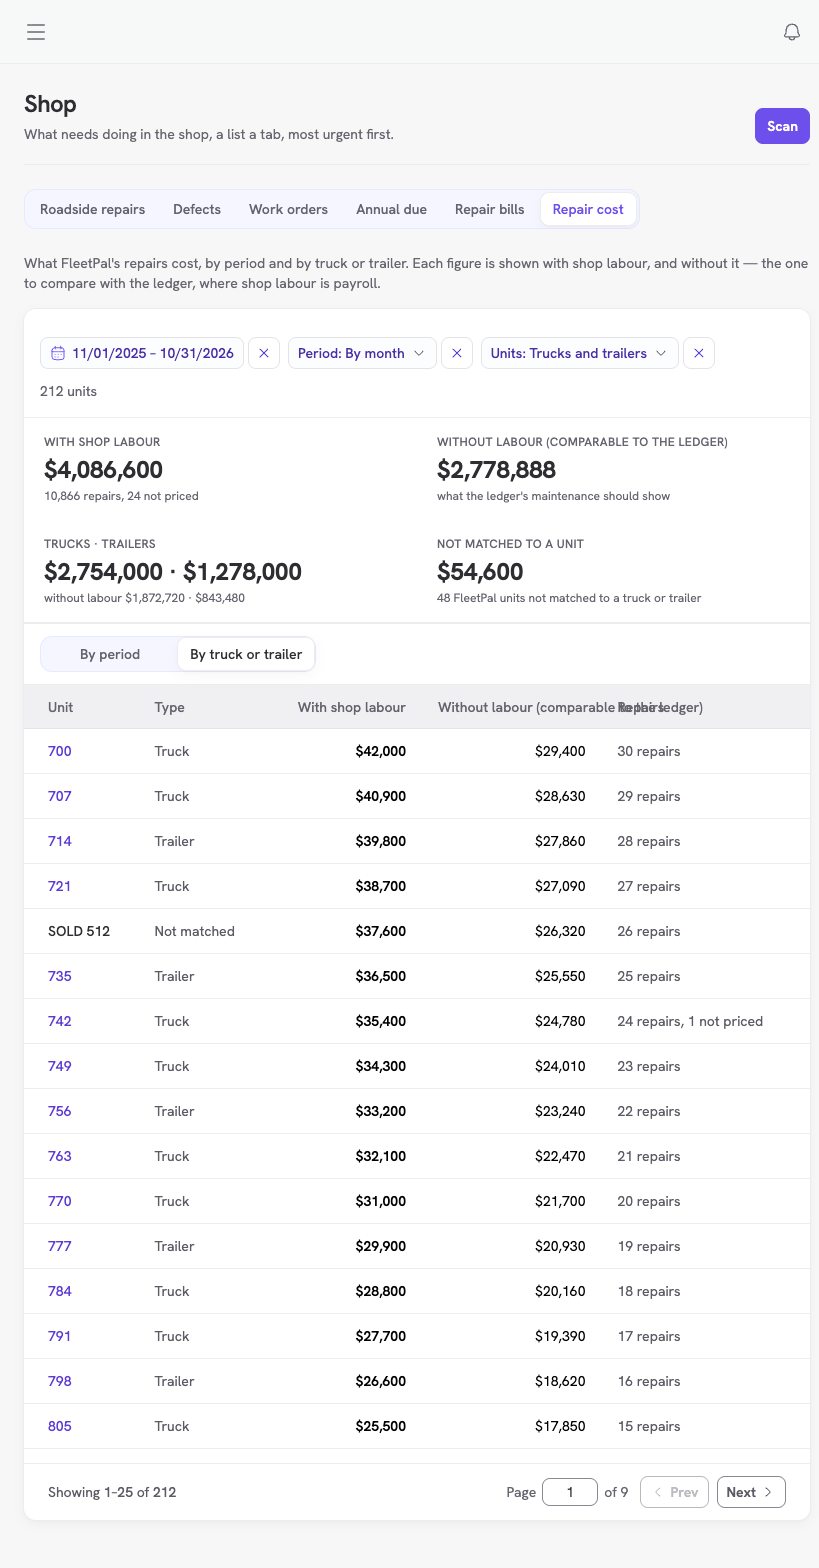 Shop
What needs doing in the shop, a list a tab, most urgent first.
Scan
Roadside repairs Defects Work orders Annual due Repair bills Repair cost
What FleetPal's repairs cost, by period and by truck or trailer. Each figure is shown with shop labour, and without it — the one
to compare with the ledger, where shop labour is payroll.
11/01/2025 – 10/31/2026 Period: By month Units: Trucks and trailers
212 units
WITH SHOP LABOUR
$4,086,600
10,866 repairs, 24 not priced
WITHOUT LABOUR (COMPARABLE TO THE LEDGER)
$2,778,888
what the ledger's maintenance should show
TRUCKS · TRAILERS
$2,754,000 · $1,278,000
without labour $1,872,720 · $843,480
NOT MATCHED TO A UNIT
$54,600
48 FleetPal units not matched to a truck or trailer
By period By truck or trailer
Unit Type With shop labour Without labour (comparable to the ledger) Repairs
700 Truck $42,000 $29,400 30 repairs
707 Truck $40,900 $28,630 29 repairs
714 Trailer $39,800 $27,860 28 repairs
721 Truck $38,700 $27,090 27 repairs
SOLD 512 Not matched $37,600 $26,320 26 repairs
735 Trailer $36,500 $25,550 25 repairs
742 Truck $35,400 $24,780 24 repairs, 1 not priced
749 Truck $34,300 $24,010 23 repairs
756 Trailer $33,200 $23,240 22 repairs
763 Truck $32,100 $22,470 21 repairs
770 Truck $31,000 $21,700 20 repairs
777 Trailer $29,900 $20,930 19 repairs
784 Truck $28,800 $20,160 18 repairs
791 Truck $27,700 $19,390 17 repairs
798 Trailer $26,600 $18,620 16 repairs
805 Truck $25,500 $17,850 15 repairs
Showing 1–25 of 212 Page 1 of 9 Prev Next